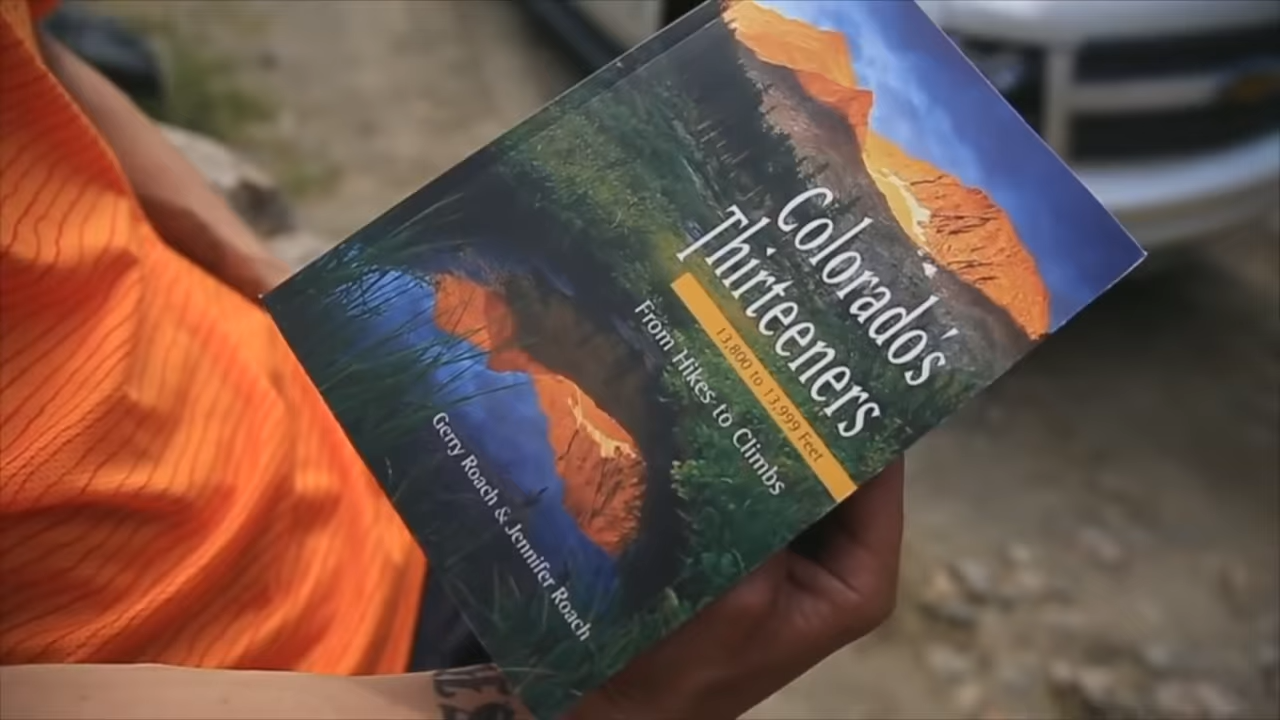 Colorado's
Thirteeners
13,800 to 13,999 Feet
From Hikes to Climbs
Gerry Roach & Jennifer Roach